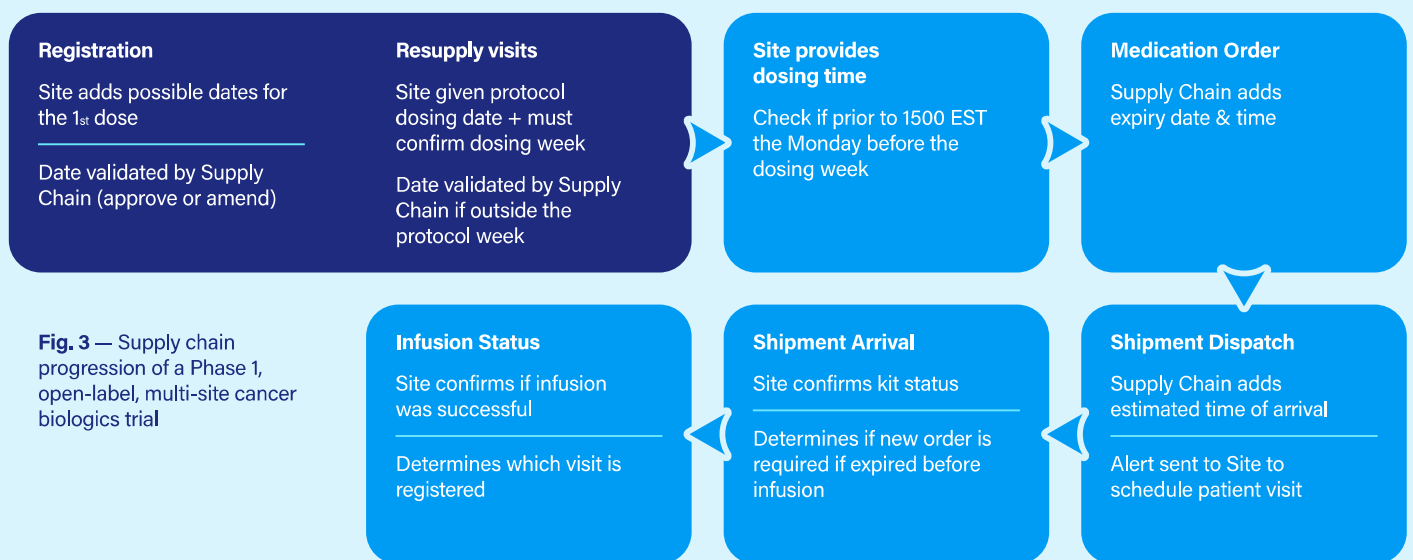 Registration
Site adds possible dates for
the 1st dose
Date validated by Supply
Chain (approve or amend)
Resupply visits
Site given protocol
dosing date + must
confirm dosing week
Date validated by Supply
Chain if outside the
protocol week
Site provides
dosing time
Check if prior to 1500 EST
the Monday before the
dosing week
Medication Order
Supply Chain adds
expiry date & time
Shipment Dispatch
Supply Chain adds
estimated time of arrival
Alert sent to Site to
schedule patient visit
Shipment Arrival
Site confirms kit status
Determines if new order is
required if expired before
infusion
Infusion Status
Site confirms if infusion
was successful
Determines which visit is
registered
Fig. 3 — Supply chain
progression of a Phase 1,
open-label, multi-site cancer
biologics trial